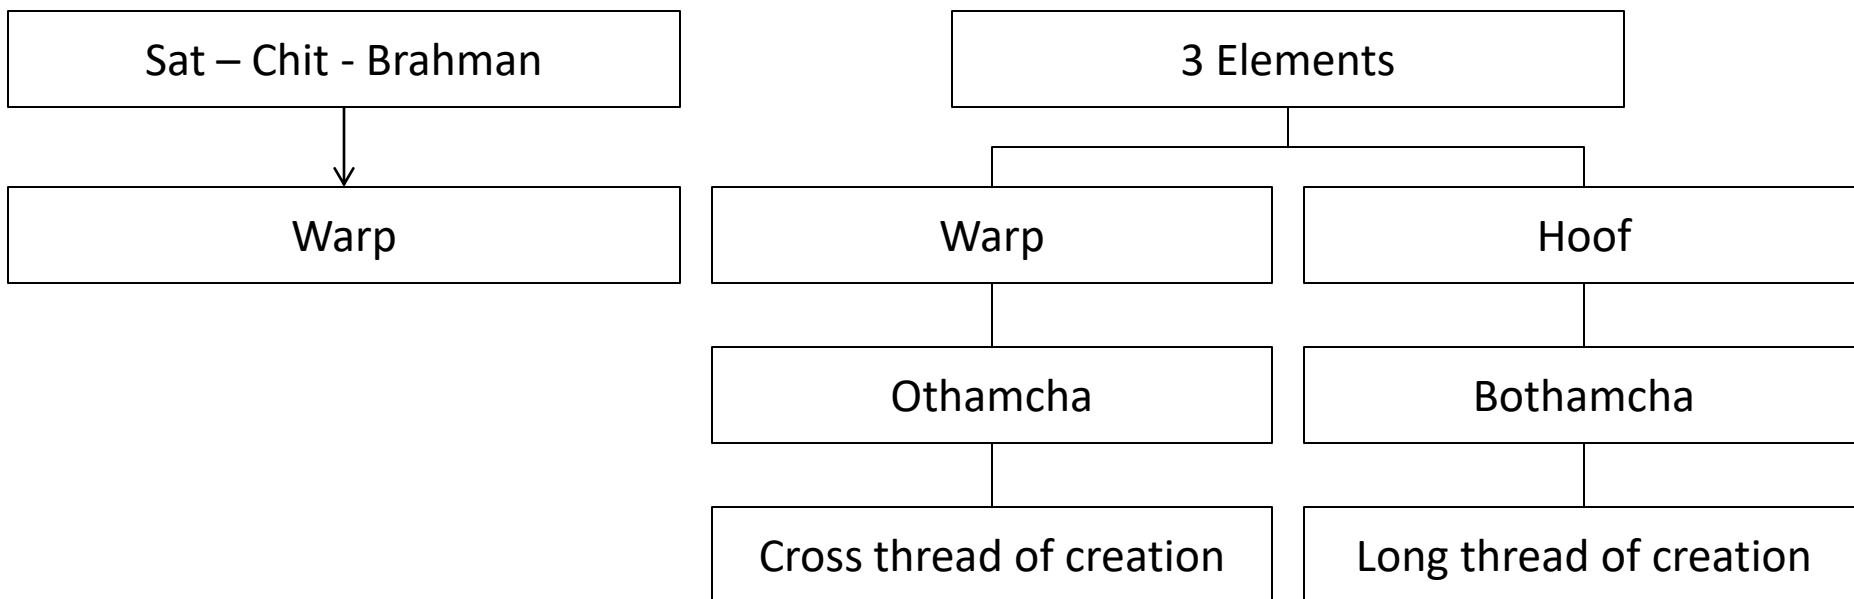 Sat – Chit - Brahman
Warp
3 Elements
Warp
Hoof
Othamcha
Bothamcha
Cross thread of creation
Long thread of creation